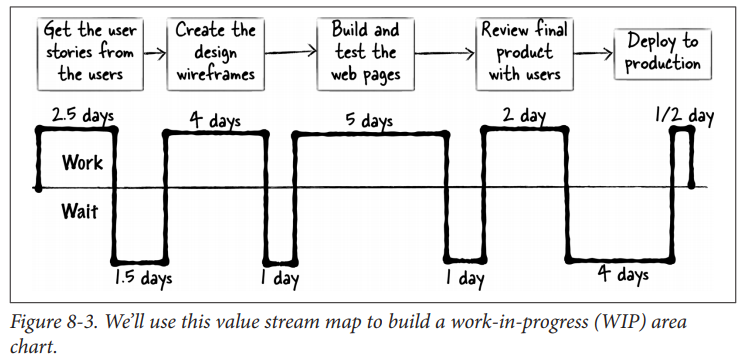 Get the user
stories from
the users
Create the
design
wireframes
Build and
test the
web pages
Review final
product
with users
Deploy to
production
2.5 days
4 days
5 days
2 day
1/2 day
Work
Wait
1.5 days
1 day
1 day
4 days
Figure 8-3. We'll use this value stream map to build a work-in-progress (WIP) area
chart.